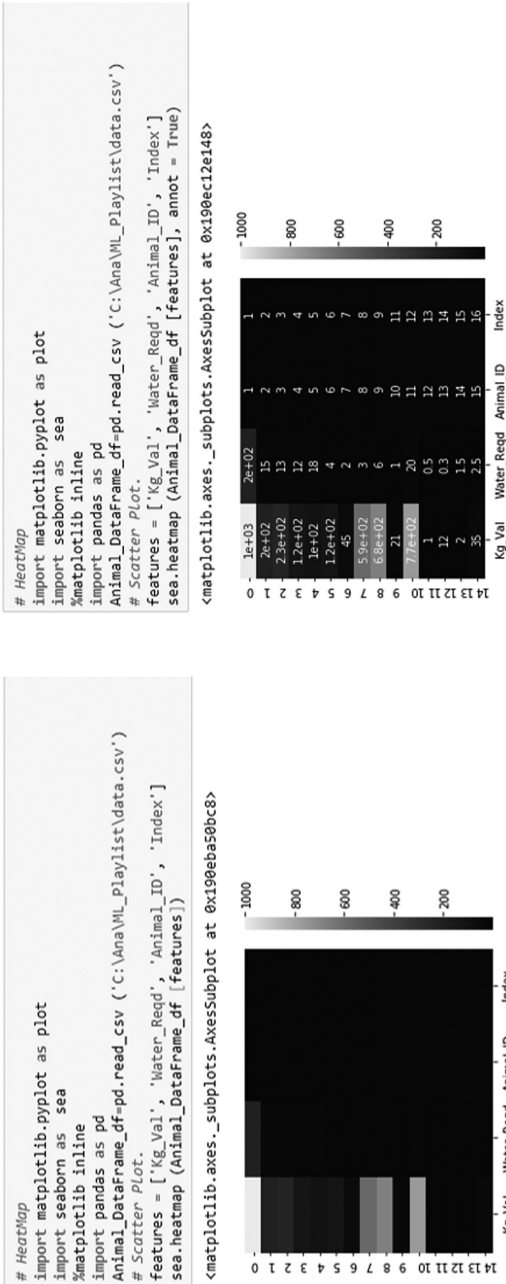 # HeatMap
import matplotlib.pyplot as plot
import seaborn as  sea
%matplotlib inline
import pandas as pd
Animal_DataFrame_df=pd.read_csv ('C:\Ana\ML_Playlist\data.csv')
# Scatter Plot.
features = ['Kg_Val', 'Water_Reqd', 'Animal_ID', 'Index']
sea.heatmap (Animal_DataFrame_df [features])
<matplotlib.axes._subplots.AxesSubplot at 0x190eba50bc8>
0
1
2
3
4
5
6
7
8
9
10
11
12
13
14
1000
800
600
400
200
# HeatMap
import matplotlib.pyplot as plot
import seaborn as  sea
%matplotlib inline
import pandas as pd
Animal_DataFrame_df=pd.read_csv ('C:\Ana\ML_Playlist\data.csv')
# Scatter Plot.
features = ['Kg_Val', 'Water_Reqd', 'Animal_ID', 'Index']
sea.heatmap (Animal_DataFrame_df [features], annot = True)
<matplotlib.axes._subplots.AxesSubplot at 0x190ec12e148>
0 1e+03 2e+02 1 1
1 2e+02 15 2 2
2 2.3e+02 13 3 3
3 1.2e+02 12 4 4
4 1e+02 18 5 5
5 1.2e+02 4 6 6
6 45 2 7 7
7 5.9e+02 3 8 8
8 6.8e+02 6 9 9
9 21 1 10 11
10 7.7e+02 20 11 12
11 1 0.5 12 13
12 12 0.3 13 14
13 2 1.5 14 15
14 35 2.5 15 16
Kg_Val Water Reqd Animal ID Index
1000
800
600
400
200